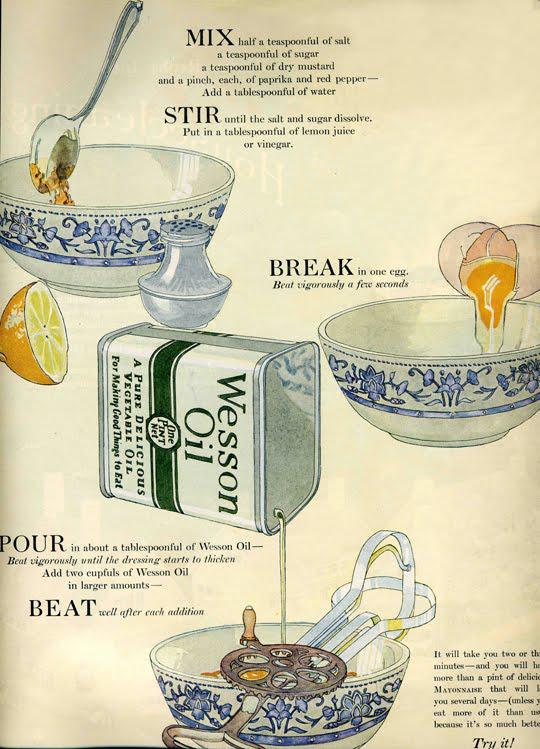 MIX half a teaspoonful of salt
a teaspoonful of sugar
a teaspoonful of dry mustard
and a pinch, each, of paprika and red pepper—
Add a tablespoonful of water
STIR until the salt and sugar dissolve.
Put in a tablespoonful of lemon juice
or vinegar.
BREAK in one egg.
Beat vigorously a few seconds
Wesson
Oil
One
PINT
Net
A PURE DELICIOUS
VEGETABLE OIL
For Making Good Things to Eat
POUR in about a tablespoonful of Wesson Oil—
Beat vigorously until the dressing starts to thicken
Add two cupfuls of Wesson Oil
in larger amounts—
BEAT well after each addition
It will take you two or th
minutes—and you will h
more than a pint of delici
MAYONNAISE that will l
you several days—(unless y
eat more of it than us
because it's so much bette
Try it!